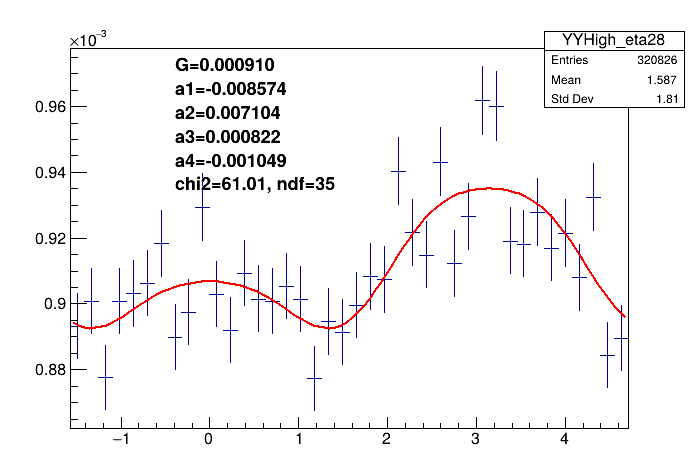 ×10⁻³
YYHigh_eta28
Entries 320826
Mean 1.587
Std Dev 1.81
G=0.000910
a1=-0.008574
a2=0.007104
a3=0.000822
a4=-0.001049
chi2=61.01, ndf=35
0.96
0.94
0.92
0.9
0.88
−1 0 1 2 3 4